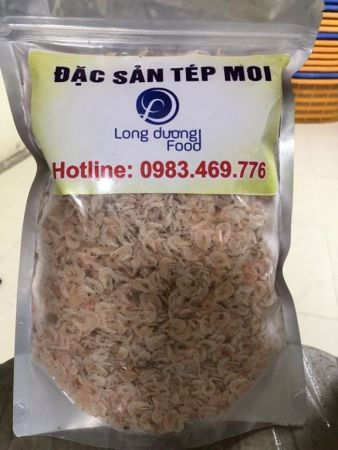 ĐẶC SẢN TÉP MOI
Long dương
Food
Hotline: 0983.469.776